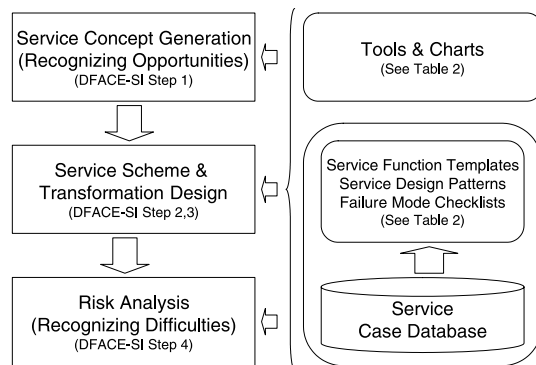 Service Concept Generation
(Recognizing Opportunities)
(DFACE-SI Step 1)
Service Scheme &
Transformation Design
(DFACE-SI Step 2,3)
Risk Analysis
(Recognizing Difficulties)
(DFACE-SI Step 4)
Tools & Charts
(See Table 2)
Service Function Templates
Service Design Patterns
Failure Mode Checklists
(See Table 2)
Service
Case Database